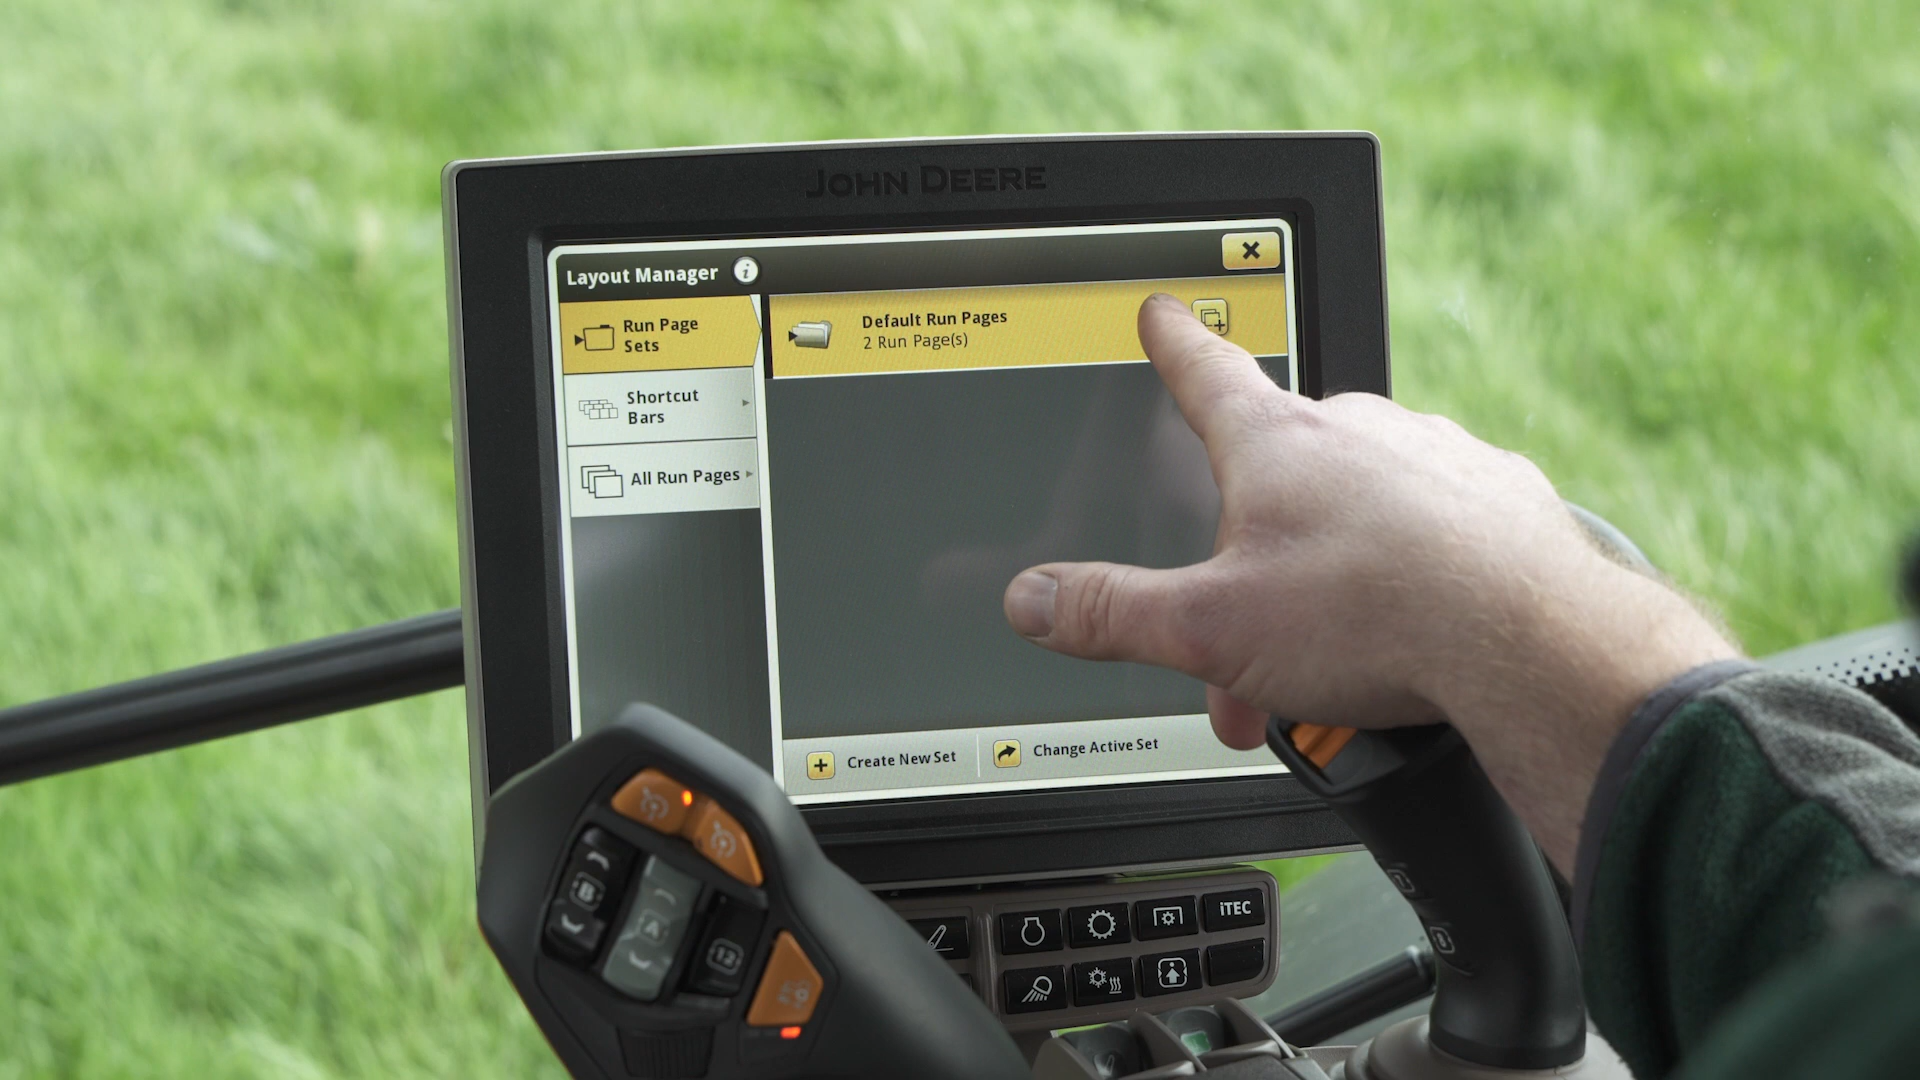 JOHN DEERE
Layout Manager i
Run Page
Sets
Default Run Pages
2 Run Page(s)
Shortcut
Bars
All Run Pages
Create New Set
Change Active Set
B
A
12
iTEC